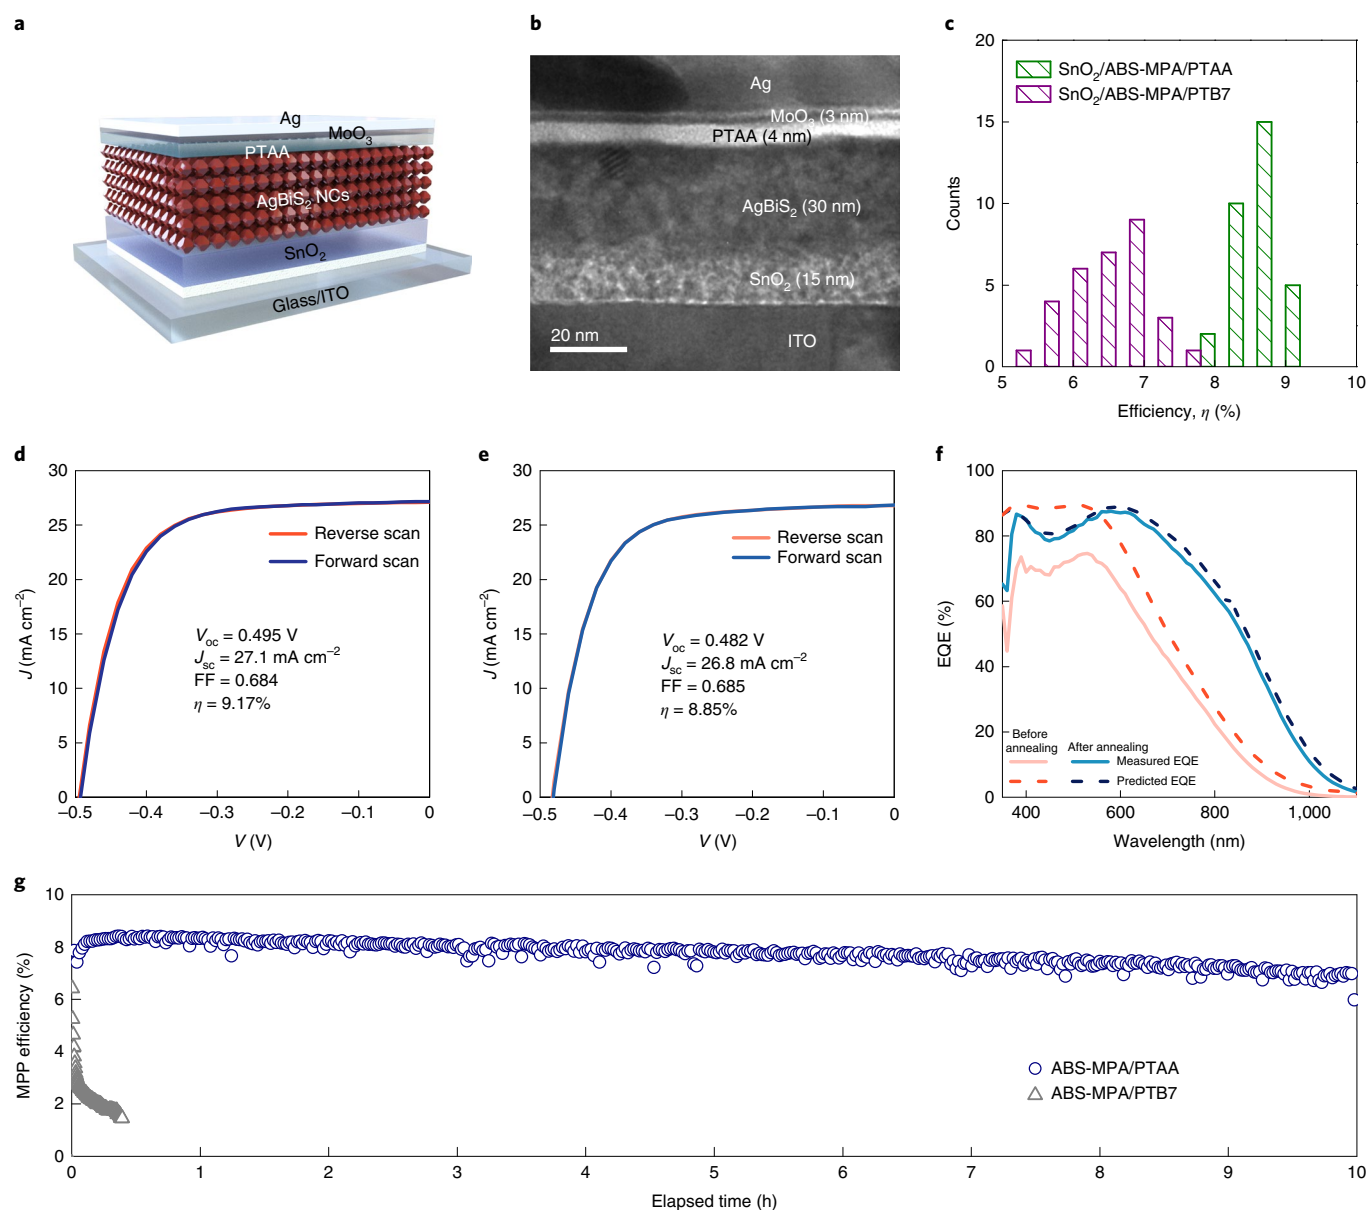 a
Ag
MoO3
PTAA
AgBiS2 NCs
SnO2
Glass/ITO
b
Ag
MoO3 (3 nm)
PTAA (4 nm)
AgBiS2 (30 nm)
SnO2 (15 nm)
20 nm
ITO
c
20
15
10
5
0
Counts
SnO2/ABS-MPA/PTAA
SnO2/ABS-MPA/PTB7
5 6 7 8 9 10
Efficiency, η (%)
d
30
25
20
15
10
5
0
J (mA cm−2)
Reverse scan
Forward scan
Voc = 0.495 V
Jsc = 27.1 mA cm−2
FF = 0.684
η = 9.17%
−0.5 −0.4 −0.3 −0.2 −0.1 0
V (V)
e
30
25
20
15
10
5
0
J (mA cm−2)
Reverse scan
Forward scan
Voc = 0.482 V
Jsc = 26.8 mA cm−2
FF = 0.685
η = 8.85%
−0.5 −0.4 −0.3 −0.2 −0.1 0
V (V)
f
100
80
60
40
20
0
EQE (%)
Before annealing
After annealing
Measured EQE
Predicted EQE
400 600 800 1,000
Wavelength (nm)
g
10
8
6
4
2
0
MPP efficiency (%)
ABS-MPA/PTAA
ABS-MPA/PTB7
0 1 2 3 4 5 6 7 8 9 10
Elapsed time (h)